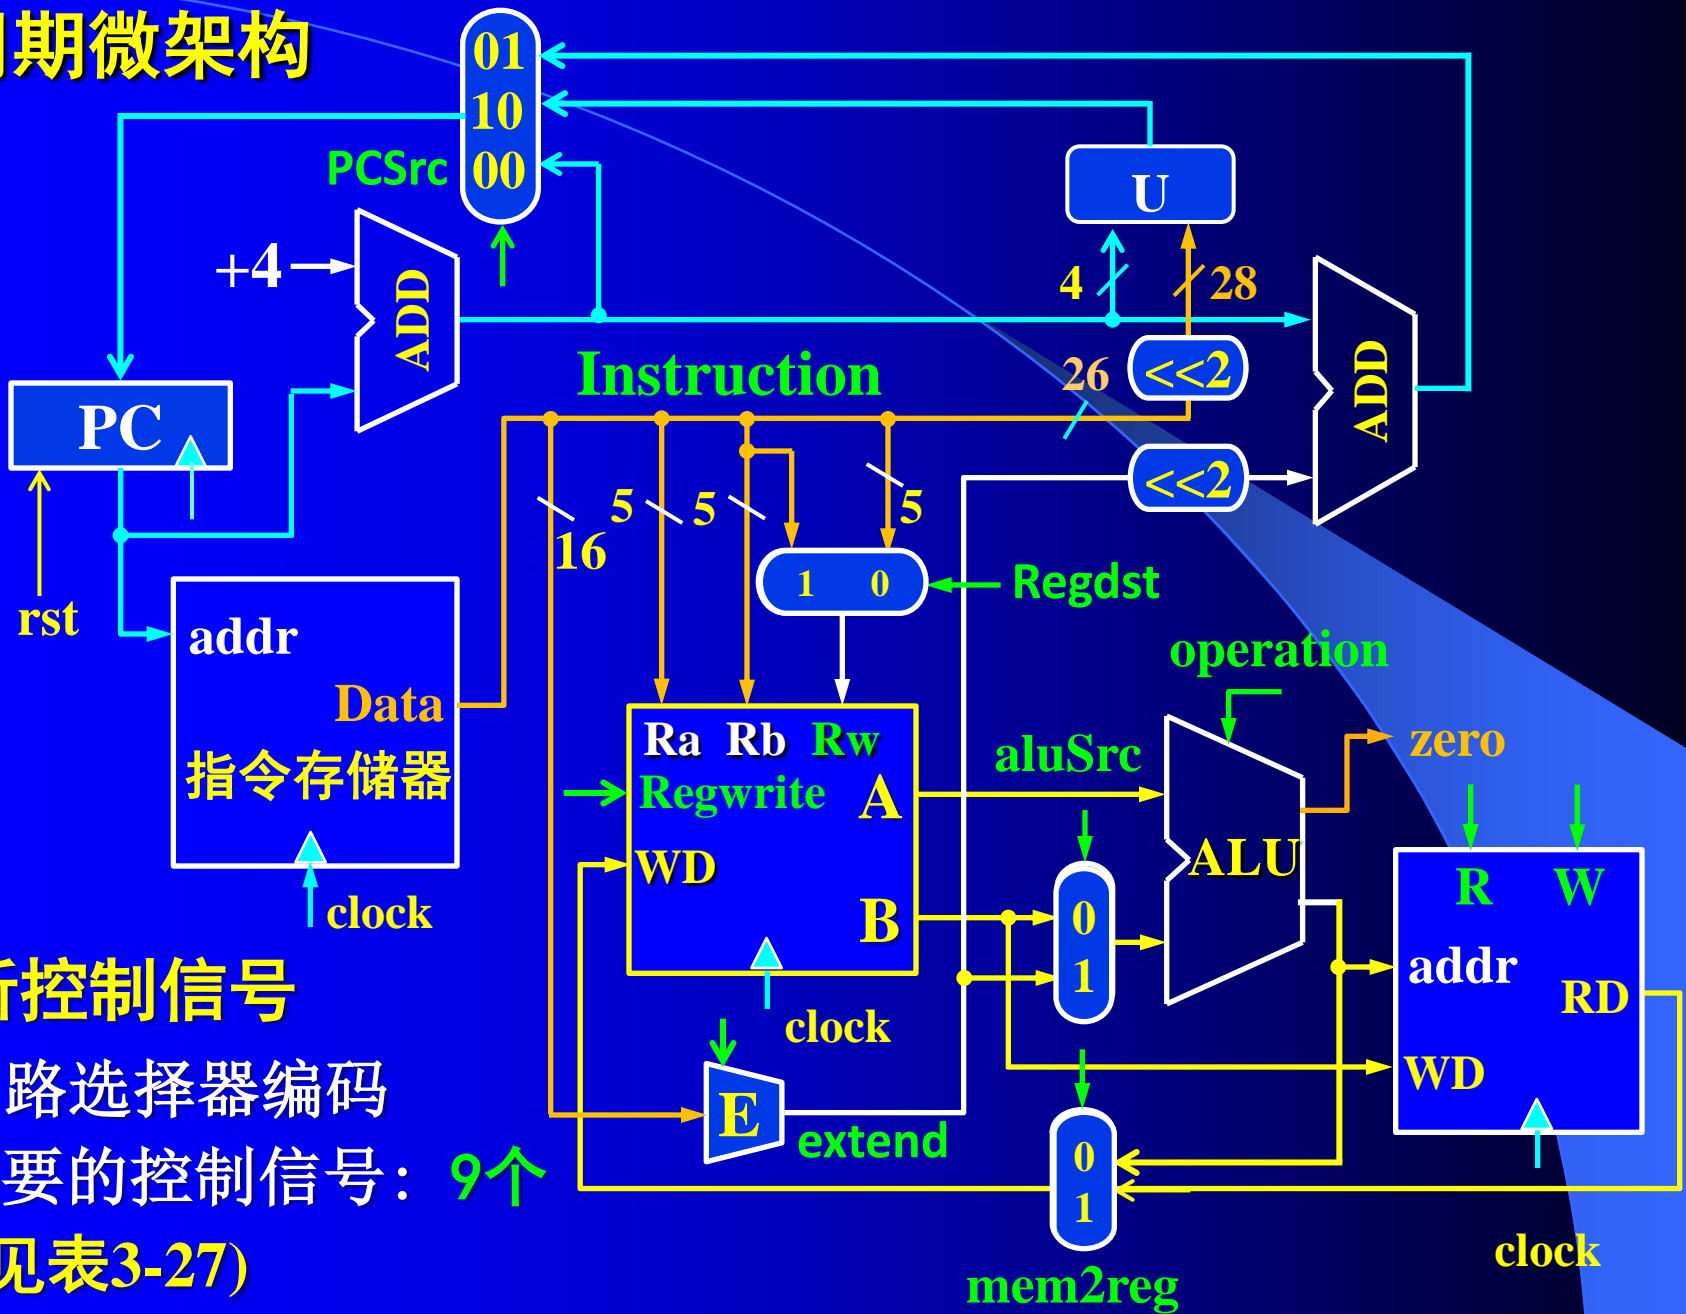 期微架构
01
10
00
PCSrc
U
+4
ADD
4
28
Instruction
26
<<2
ADD
PC
<<2
5
5
5
16
1 0
Regdst
rst
addr
operation
Data
Ra Rb Rw
aluSrc
zero
指令存储器
Regwrite
A
WD
ALU
R W
clock
B
0
1
addr
RD
控制信号
clock
路选择器编码
WD
E
extend
0
1
要的控制信号：9个
见表3-27)
clock
mem2reg